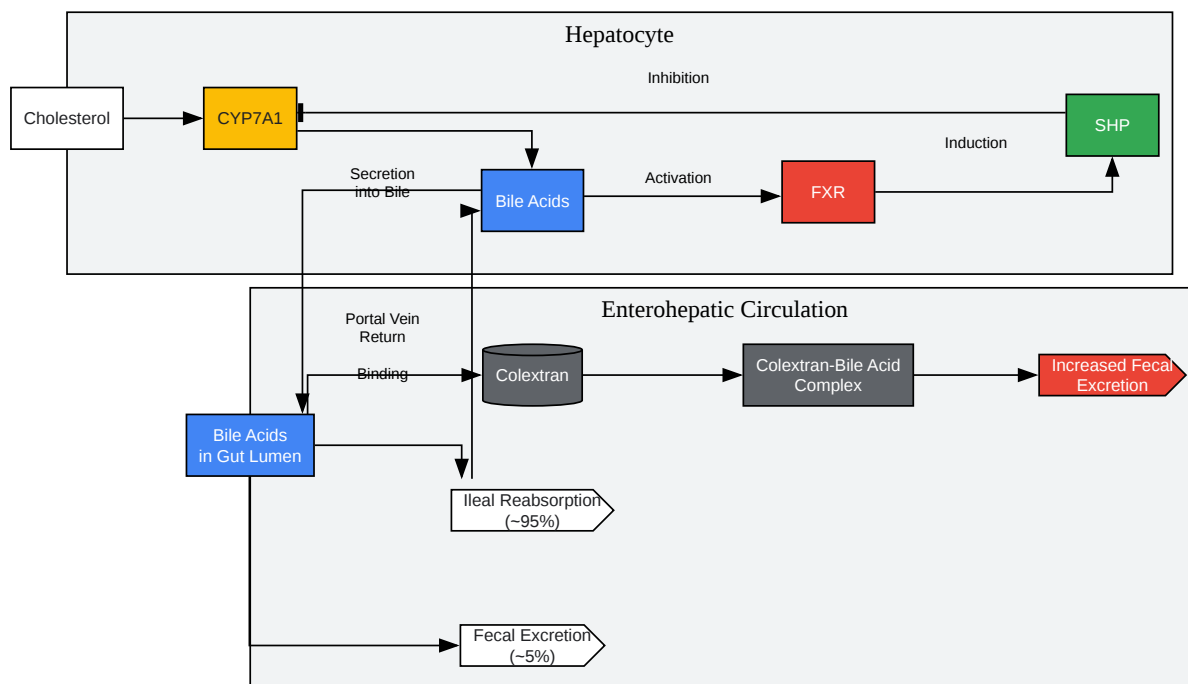 Hepatocyte
Inhibition
Cholesterol
CYP7A1
SHP
Induction
Secretion
into Bile
Activation
Bile Acids
FXR
Enterohepatic Circulation
Portal Vein
Return
Binding
Colextran
Colextran-Bile Acid
Complex
Increased Fecal
Excretion
Bile Acids
in Gut Lumen
Ileal Reabsorption
(~95%)
Fecal Excretion
(~5%)